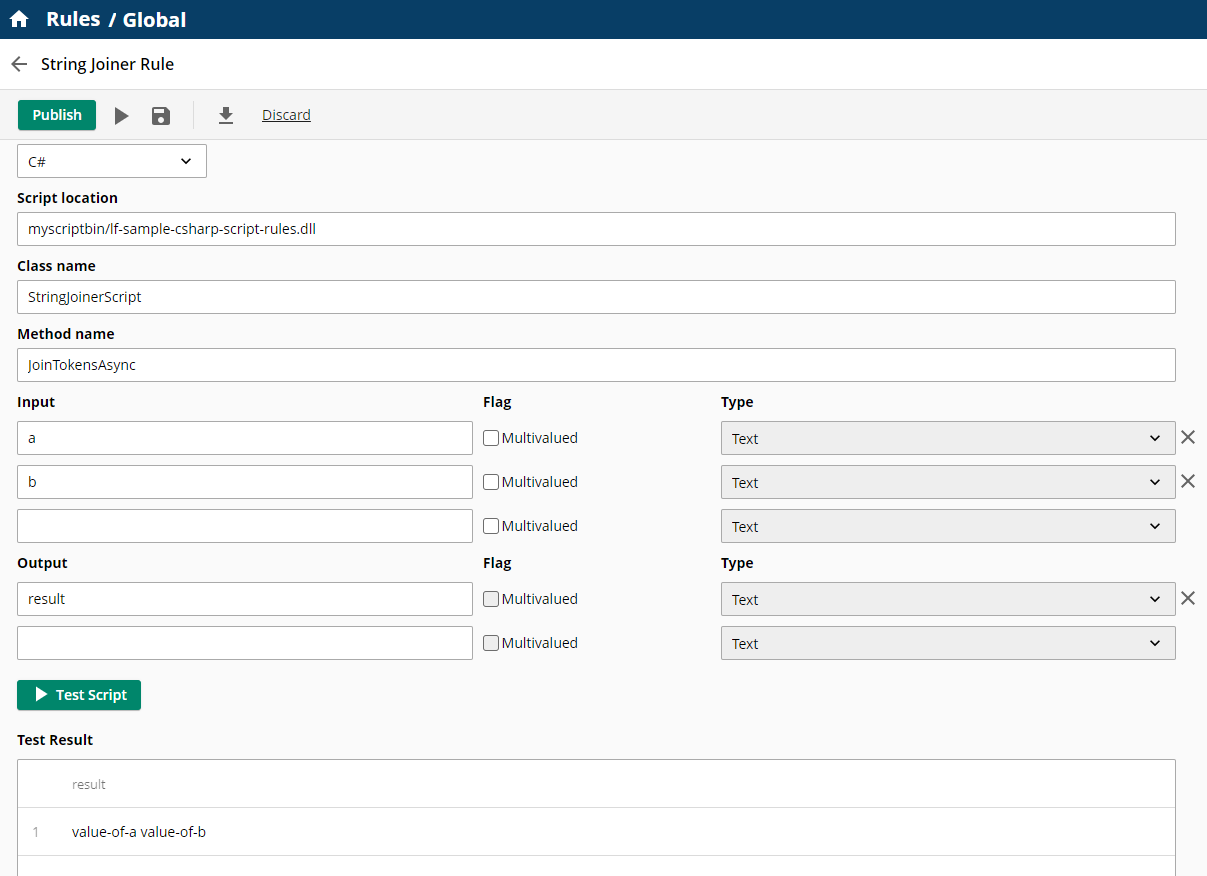 Rules / Global
String Joiner Rule
Publish Discard
C#
Script location
myscriptbin/lf-sample-csharp-script-rules.dll
Class name
StringJoinerScript
Method name
JoinTokensAsync
Input Flag Type
a Multivalued Text
b Multivalued Text
Multivalued Text
Output Flag Type
result Multivalued Text
Multivalued Text
Test Script
Test Result
result
1 value-of-a value-of-b